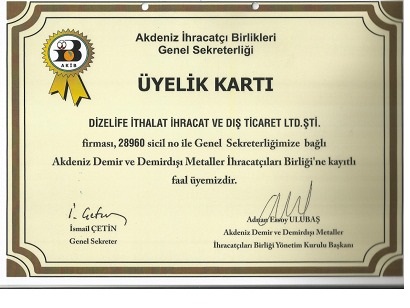 Akdeniz İhracatçı Birlikleri
Genel Sekreterliği
AKİB
ÜYELİK KARTI
DİZELİFE İTHALAT İHRACAT VE DIŞ TİCARET LTD.ŞTİ.
firması, 28960 sicil no ile Genel Sekreterliğimize bağlı
Akdeniz Demir ve Demirdışı Metaller İhracatçıları Birliği'ne kayıtlı
faal üyemizdir.
İ. Çetin
İsmail ÇETİN
Genel Sekreter
Adnan Ersoy ULUBAŞ
Akdeniz Demir ve Demirdışı Metaller
İhracatçıları Birliği Yönetim Kurulu Başkanı